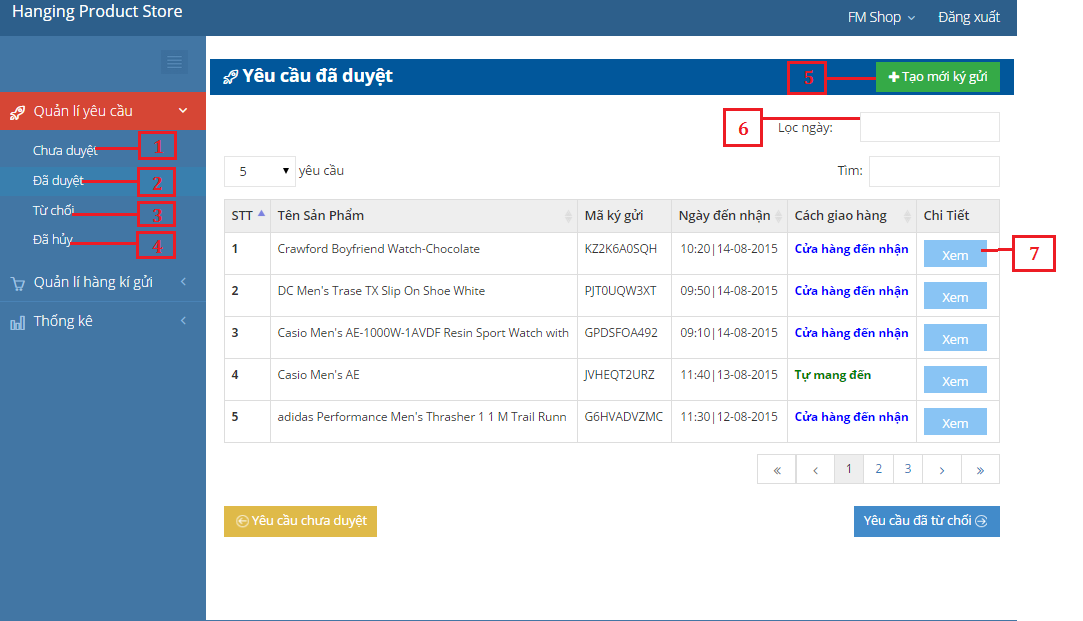 Hanging Product Store
FM Shop Đăng xuất
Yêu cầu đã duyệt
5
Tạo mới ký gửi
Quản lí yêu cầu
Chưa duyệt 1
Đã duyệt 2
Từ chối 3
Đã hủy 4
Quản lí hàng kí gửi
Thống kê
6 Lọc ngày:
5 yêu cầu
Tìm:
STT Tên Sản Phẩm Mã ký gửi Ngày đến nhận Cách giao hàng Chi Tiết
1 Crawford Boyfriend Watch-Chocolate KZ2K6A0SQH 10:20|14-08-2015 Cửa hàng đến nhận Xem 7
2 DC Men's Trase TX Slip On Shoe White PJT0UQW3XT 09:50|14-08-2015 Cửa hàng đến nhận Xem
3 Casio Men's AE-1000W-1AVDF Resin Sport Watch with GPDSFOA492 09:10|14-08-2015 Cửa hàng đến nhận Xem
4 Casio Men's AE JVHEQT2URZ 11:40|13-08-2015 Tự mang đến Xem
5 adidas Performance Men's Thrasher 1 1 M Trail Runn G6HVADVZMC 11:30|12-08-2015 Cửa hàng đến nhận Xem
« ‹ 1 2 3 › »
Yêu cầu chưa duyệt
Yêu cầu đã từ chối